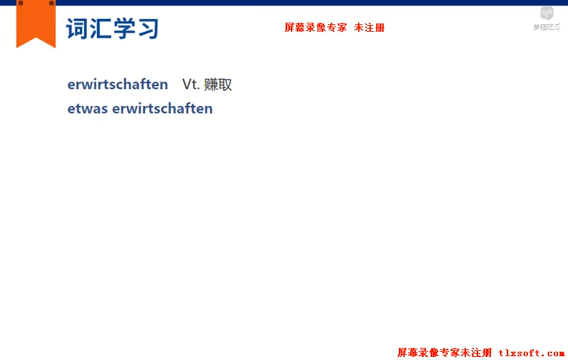 词汇学习
屏幕录像专家 未注册
erwirtschaften Vt. 赚取
etwas erwirtschaften
屏幕录像专家未注册 tlxsoft.com